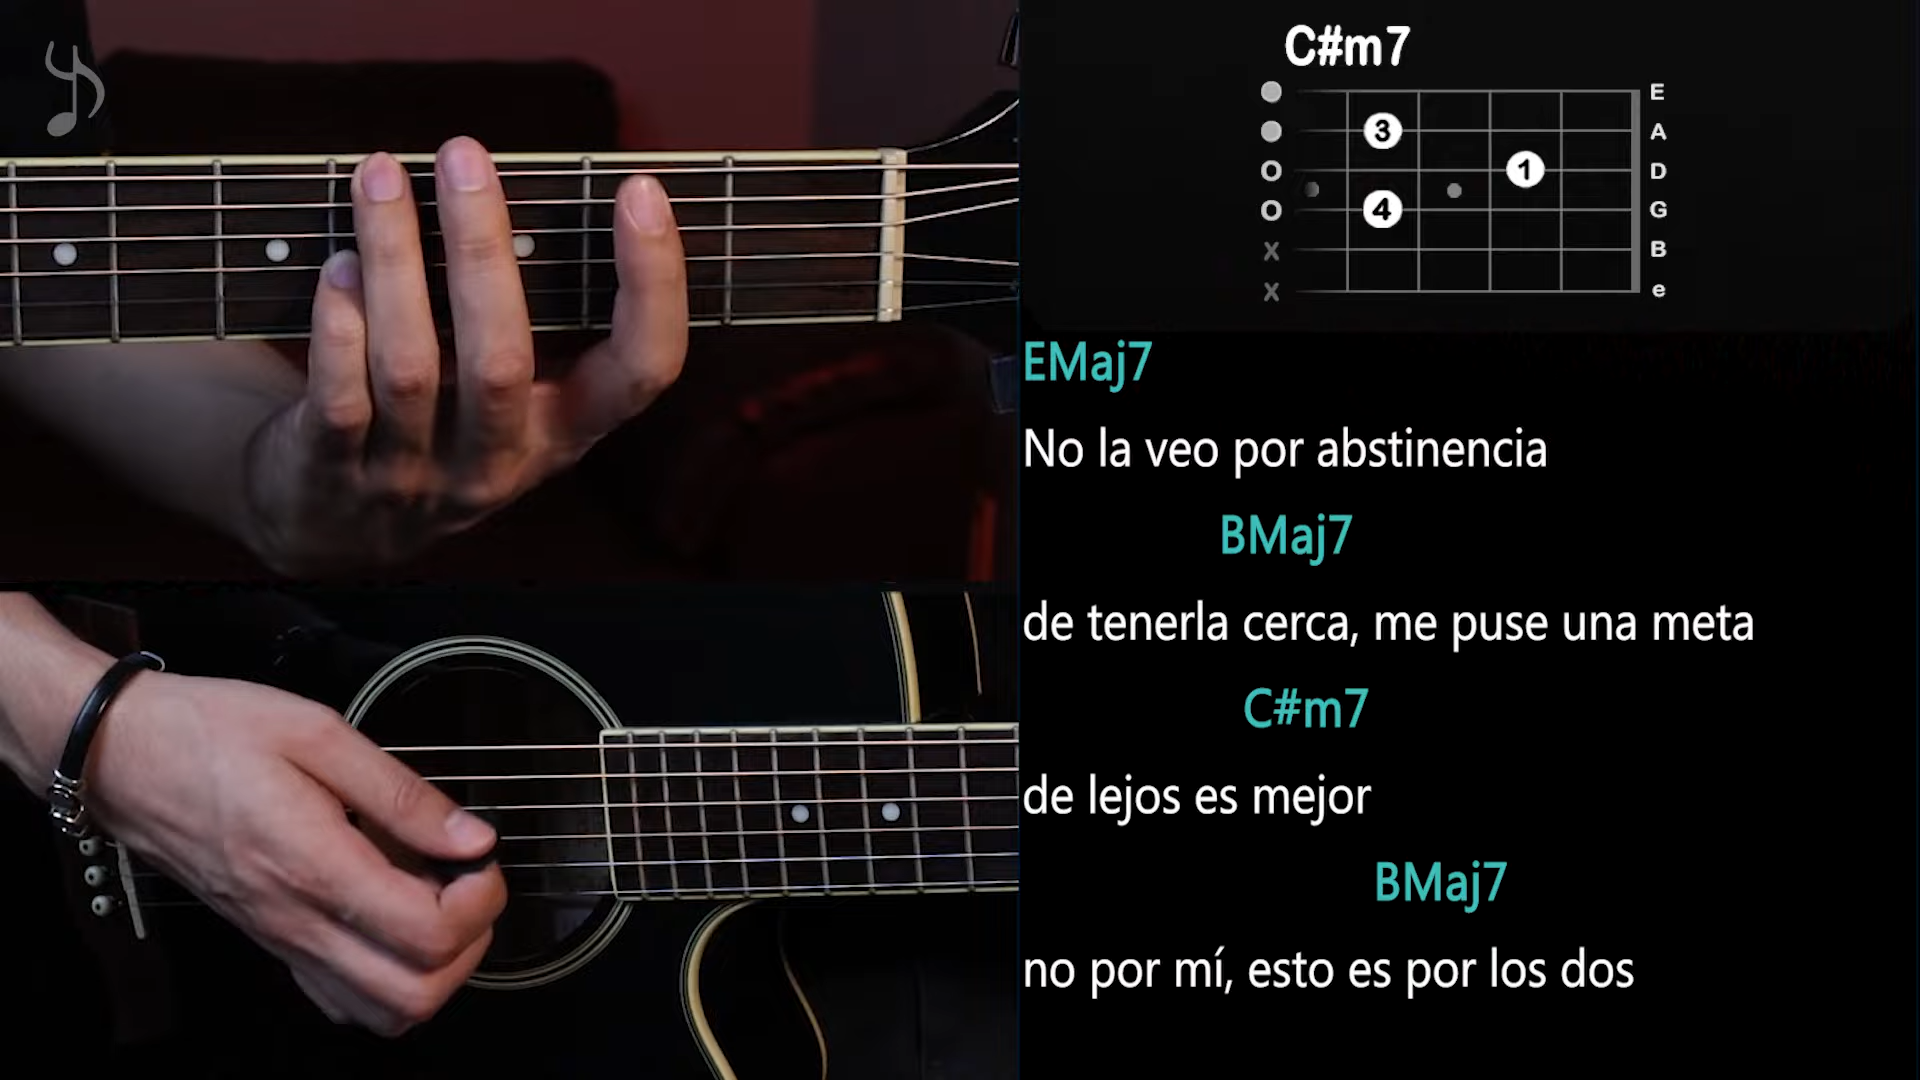 C#m7
E
3
A
1
O
D
4
O
G
x
B
x
e
EMaj7
No la veo por abstinencia
BMaj7
de tenerla cerca, me puse una meta
C#m7
de lejos es mejor
BMaj7
no por mí, esto es por los dos